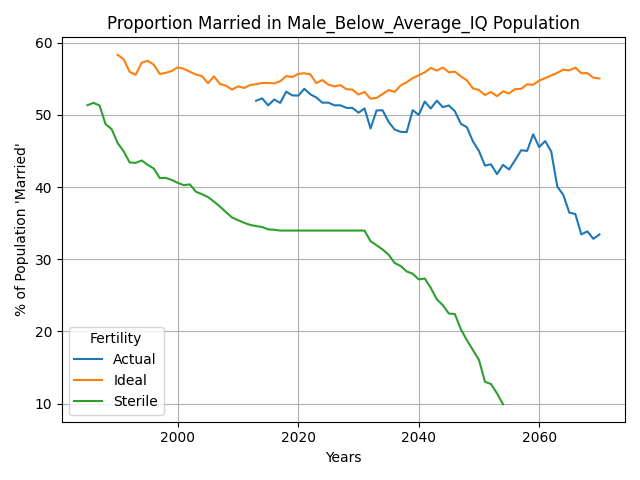 Proportion Married in Male_Below_Average_IQ Population
% of Population 'Married'
60
50
40
30
20
10
Fertility
Actual
Ideal
Sterile
2000
2020
2040
2060
Years